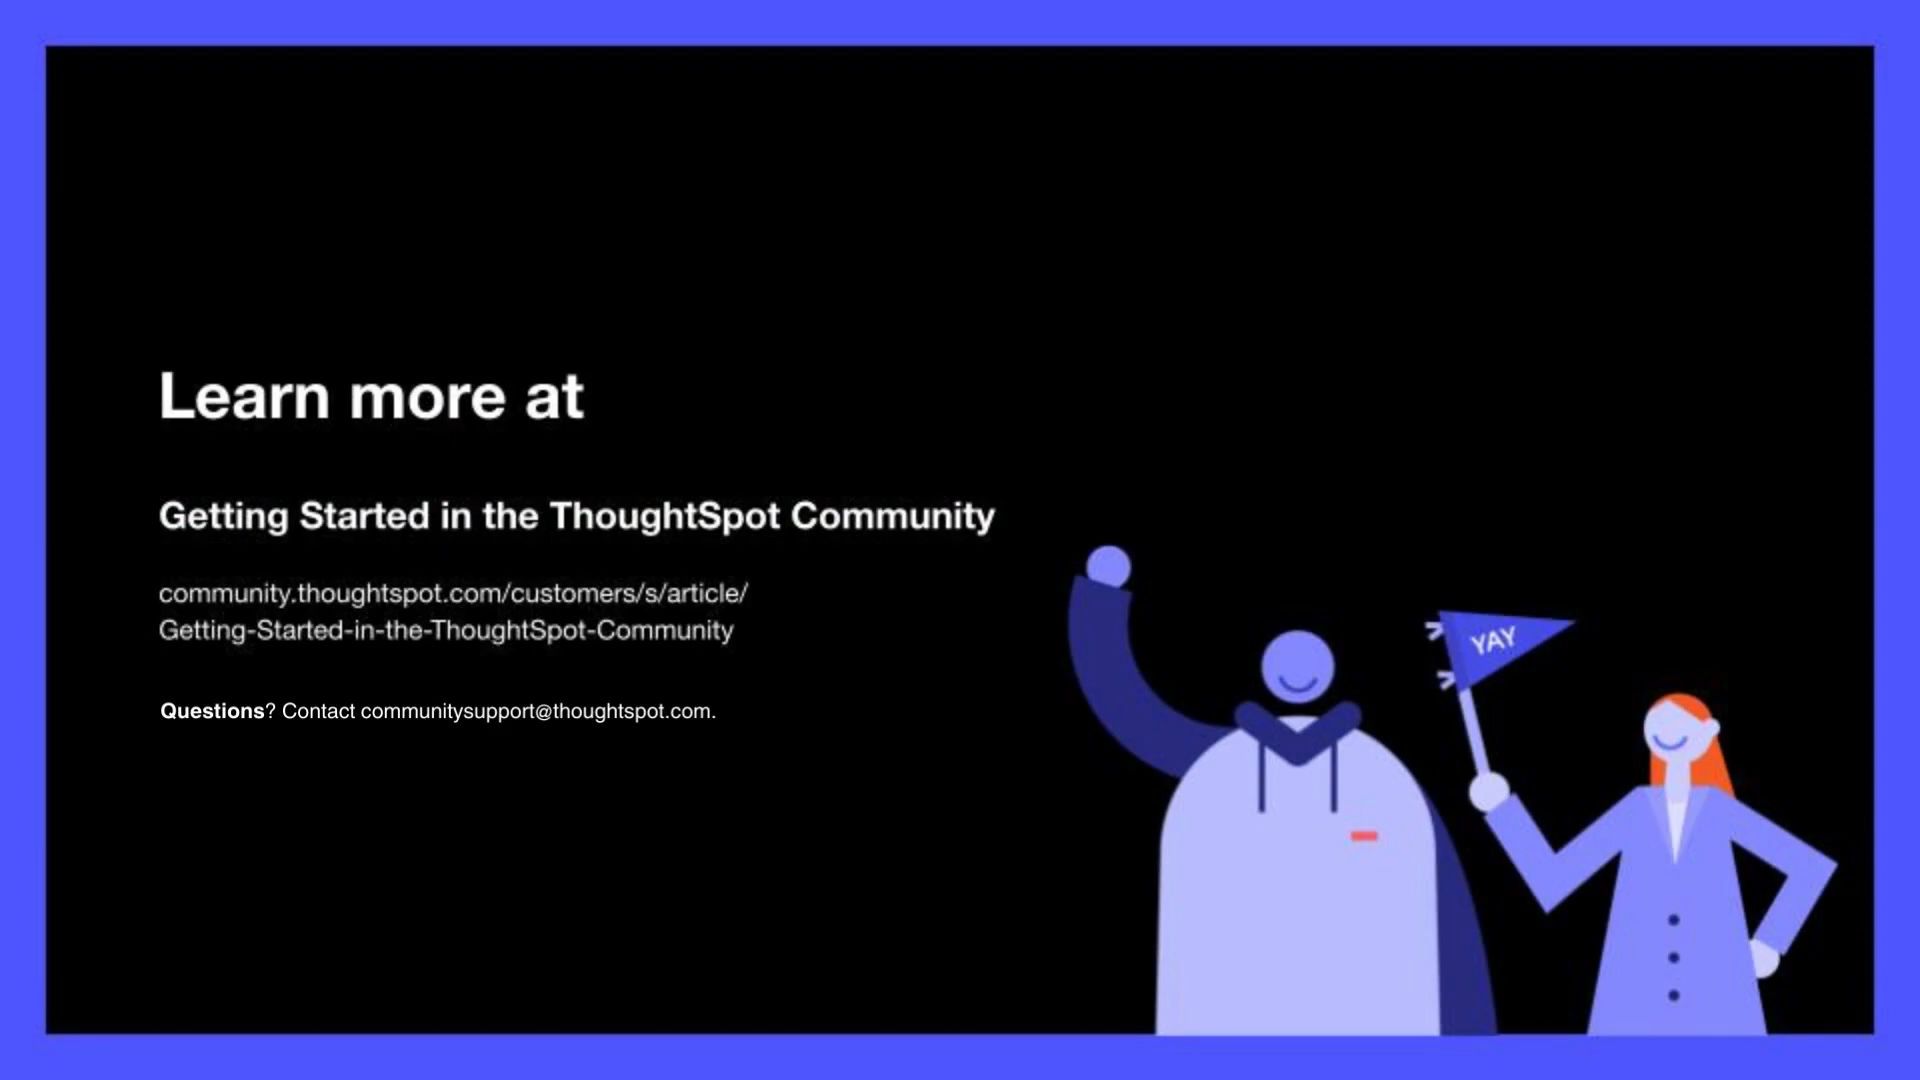 Learn more at
Getting Started in the ThoughtSpot Community
community.thoughtspot.com/customers/s/article/
Getting-Started-in-the-ThoughtSpot-Community
Questions? Contact communitysupport@thoughtspot.com.
YAY